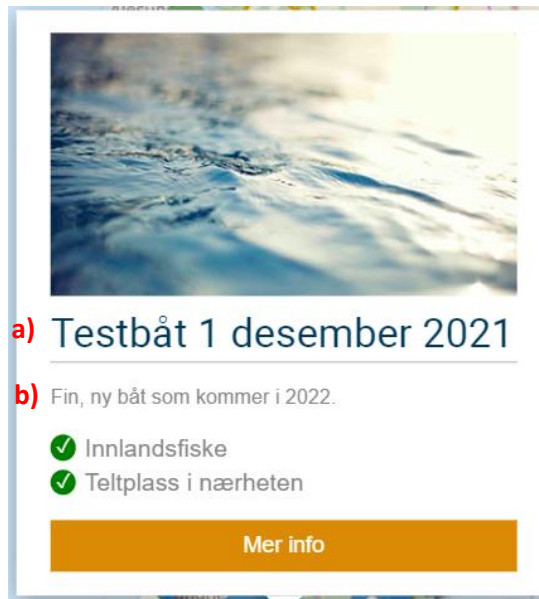 a) Testbåt 1 desember 2021
b) Fin, ny båt som kommer i 2022.
Innlandsfiske
Teltplass i nærheten
Mer info